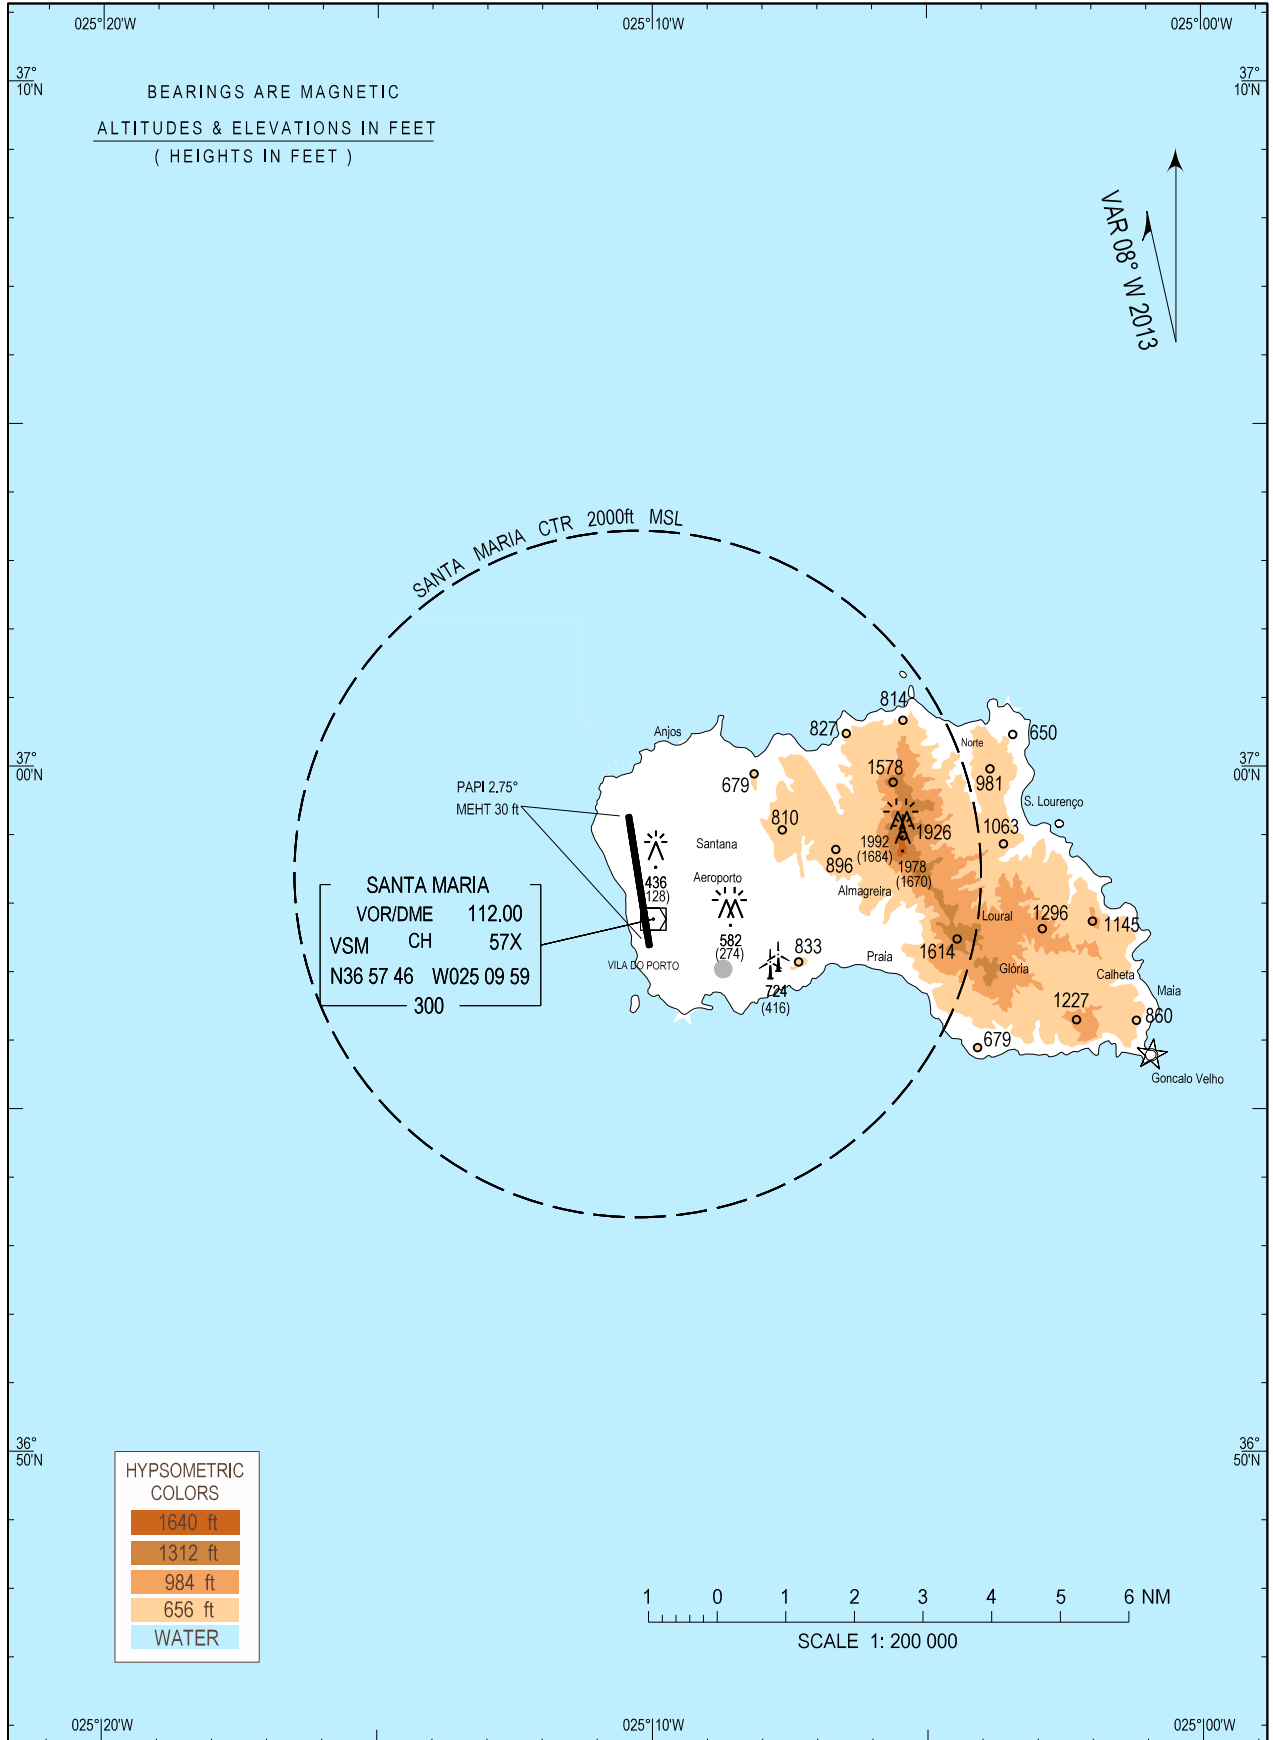 025°20'W
025°10'W
025°00'W
37°
10'N
37°
10'N
BEARINGS ARE MAGNETIC
ALTITUDES & ELEVATIONS IN FEET
( HEIGHTS IN FEET )
VAR 08° W 2013
SANTA MARIA CTR 2000ft MSL
814
827
Anjos
Norte
650
37°
00'N
37°
00'N
1578
981
679
PAPI 2.75°
MEHT 30 ft
S. Lourenço
810
1063
1926
Santana
1992
(1684)
896
1978
(1670)
436
(128)
Aeroporto
Almagreira
SANTA MARIA
VOR/DME 112.00
VSM CH 57X
N36 57 46 W025 09 59
300
Loural
1296
1145
582
(274)
833
1614
Praia
VILA DO PORTO
Glória
Calheta
724
(416)
Maia
1227
860
679
Goncalo Velho
36°
50'N
36°
50'N
HYPSOMETRIC
COLORS
1640 ft
1312 ft
984 ft
656 ft
WATER
1 0 1 2 3 4 5 6 NM
SCALE 1: 200 000
025°20'W
025°10'W
025°00'W